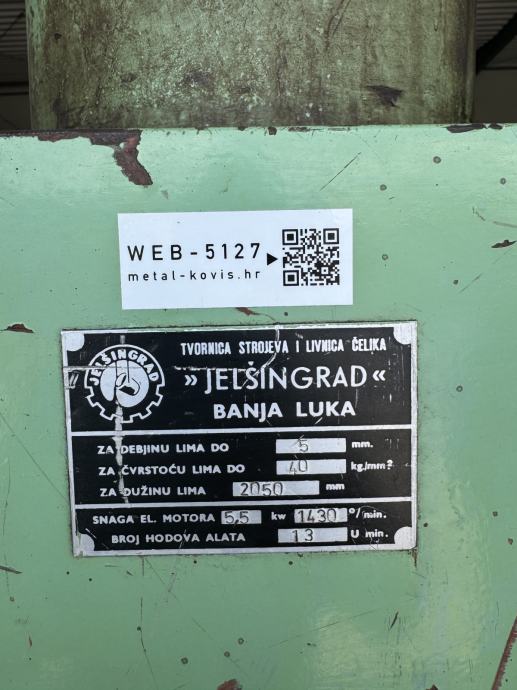 WEB-5127
metal-kovis.hr
JELŠINGRAD
TVORNICA STROJEVA I LIVNICA ČELIKA
» JELŠINGRAD «
BANJA LUKA
ZA DEBJINU LIMA DO 5 mm.
ZA ČVRSTOĆU LIMA DO 40 kg/mm²
ZA DUŽINU LIMA 2050 mm
SNAGA EL. MOTORA 5,5 kw 1430 º/min.
BROJ HODOVA ALATA 13 U min.